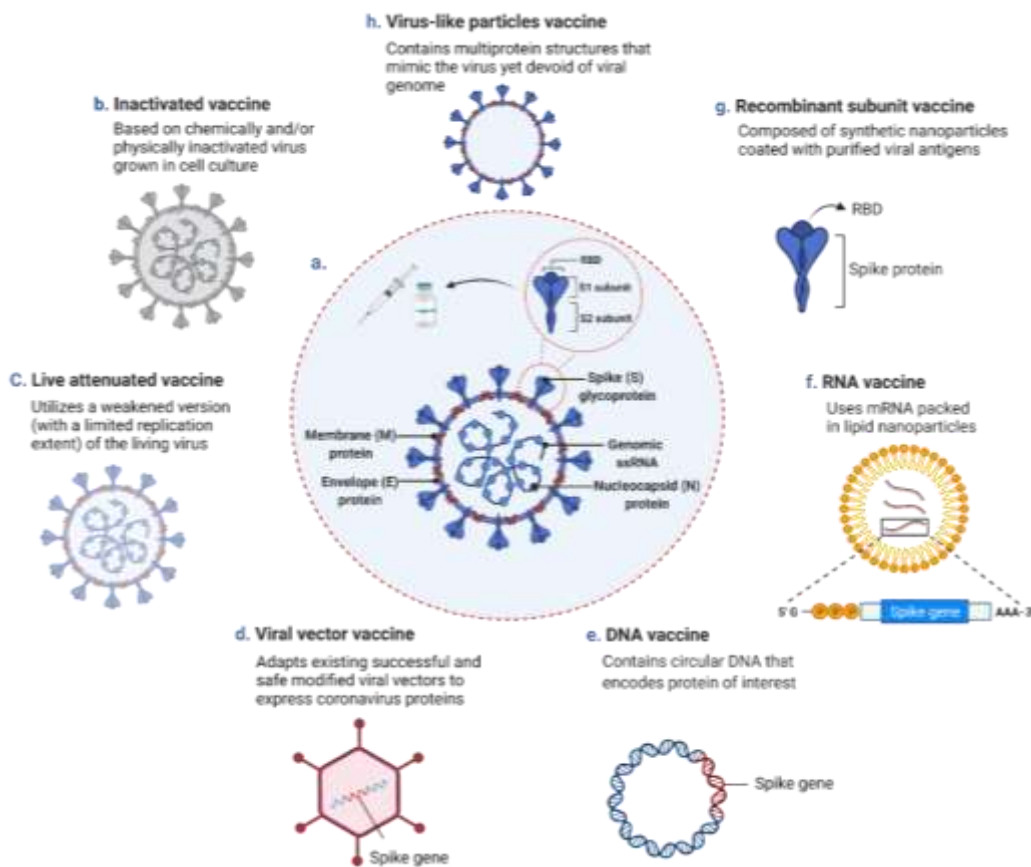 h. Virus-like particles vaccine
Contains multiprotein structures that
mimic the virus yet devoid of viral
genome
b. Inactivated vaccine
Based on chemically and/or
physically inactivated virus
grown in cell culture
g. Recombinant subunit vaccine
Composed of synthetic nanoparticles
coated with purified viral antigens
RBD
Spike protein
a.
RBD
S1 subunit
S2 subunit
Spike (S)
glycoprotein
Membrane (M)
protein
Genomic
ssRNA
Envelope (E)
protein
Nucleocapsid (N)
protein
C. Live attenuated vaccine
Utilizes a weakened version
(with a limited replication
extent) of the living virus
f. RNA vaccine
Uses mRNA packed
in lipid nanoparticles
5' G
P P P
Spike gene
AAA- 3
d. Viral vector vaccine
Adapts existing successful and
safe modified viral vectors to
express coronavirus proteins
Spike gene
e. DNA vaccine
Contains circular DNA that
encodes protein of interest
Spike gene